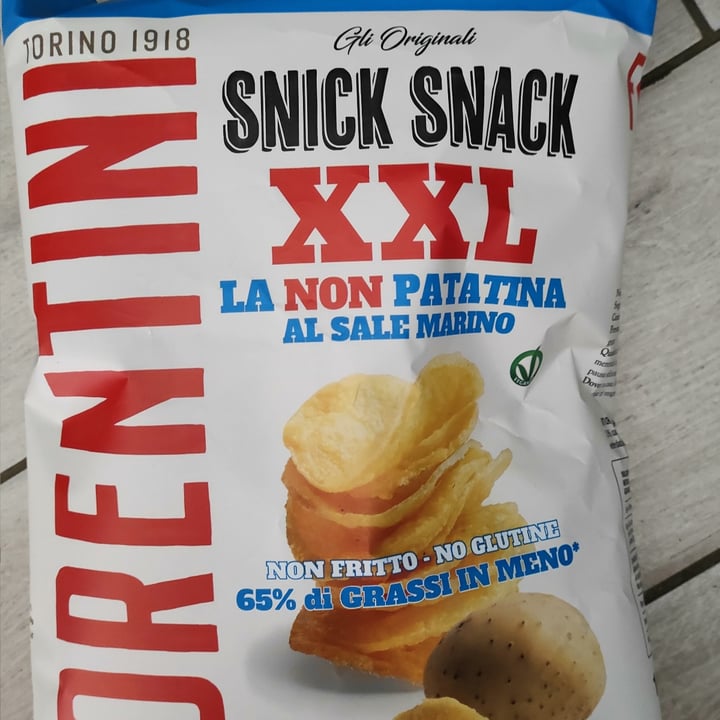 TORINO 1918
Gli Originali
SNICK SNACK
XXL
LA NON PATATINA
AL SALE MARINO
NON FRITTO - NO GLUTINE
65% di GRASSI IN MENO*
ORENTINI